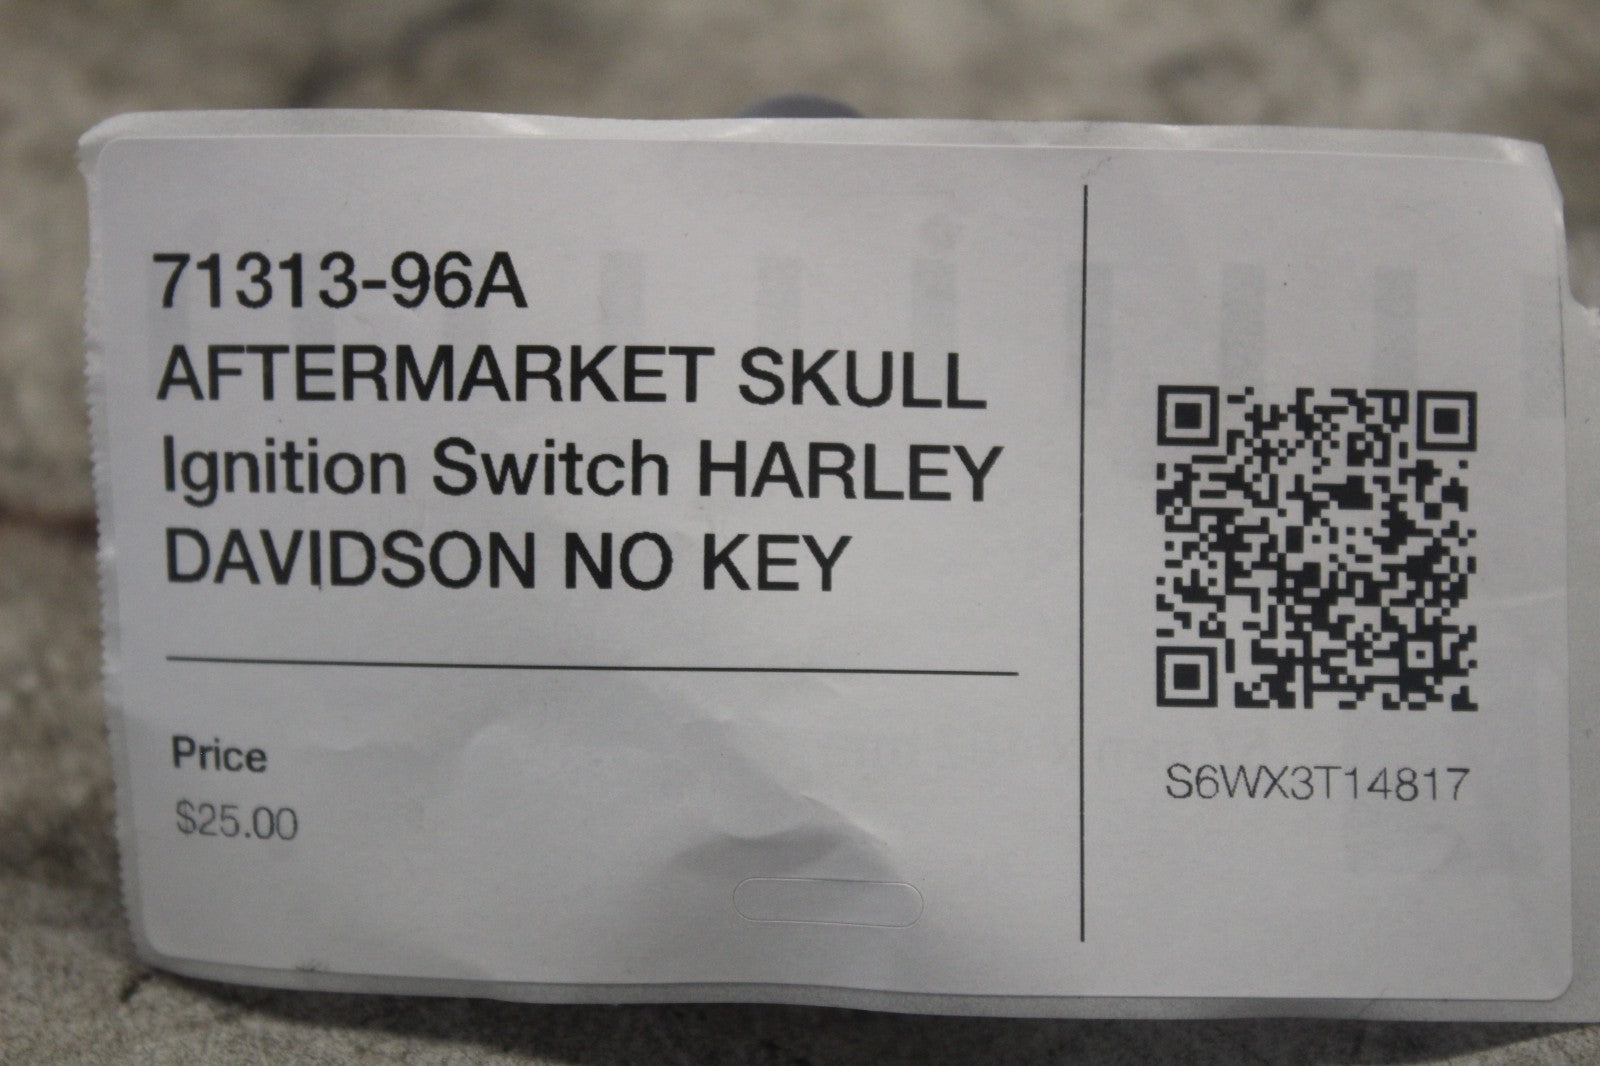 71313-96A
AFTERMARKET SKULL
Ignition Switch HARLEY
DAVIDSON NO KEY
Price
$25.00
S6WX3T14817